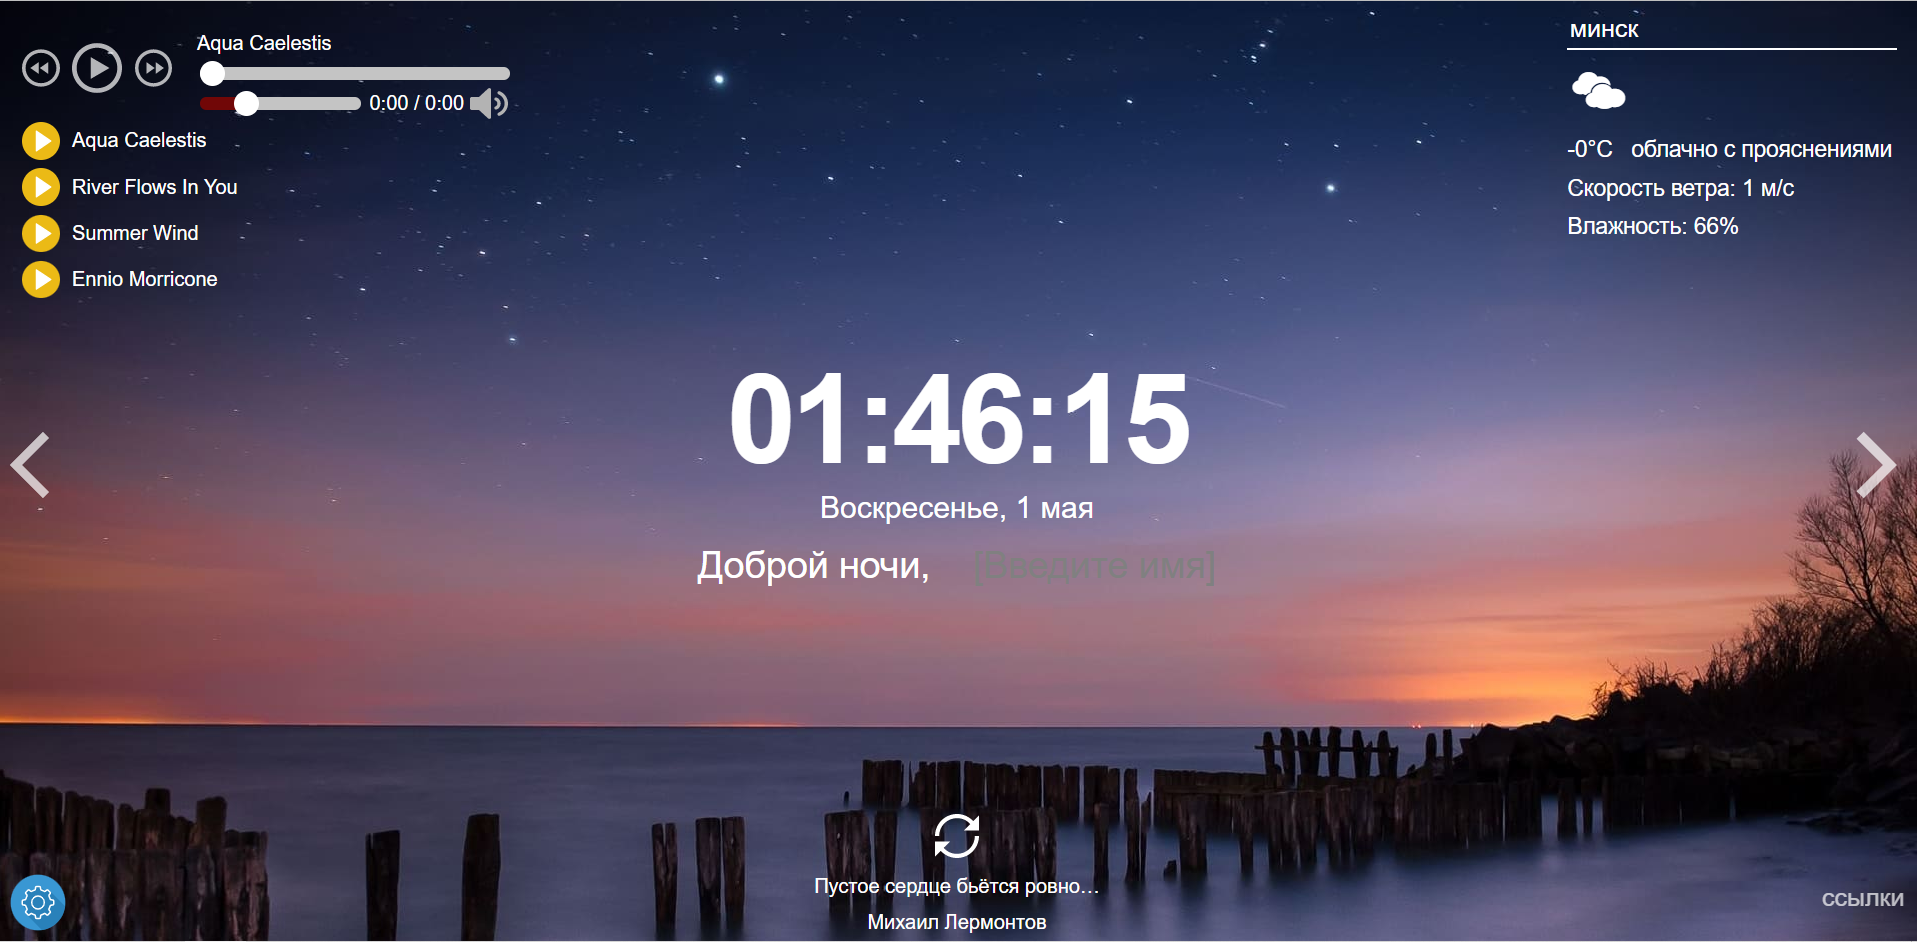 Aqua Caelestis
0:00 / 0:00
Aqua Caelestis
River Flows In You
Summer Wind
Ennio Morricone
МИНСК
-0°C облачно с прояснениями
Скорость ветра: 1 м/с
Влажность: 66%
01:46:15
Воскресенье, 1 мая
Доброй ночи, [Введите имя]
Пустое сердце бьётся ровно…
Михаил Лермонтов
ССЫЛКИ